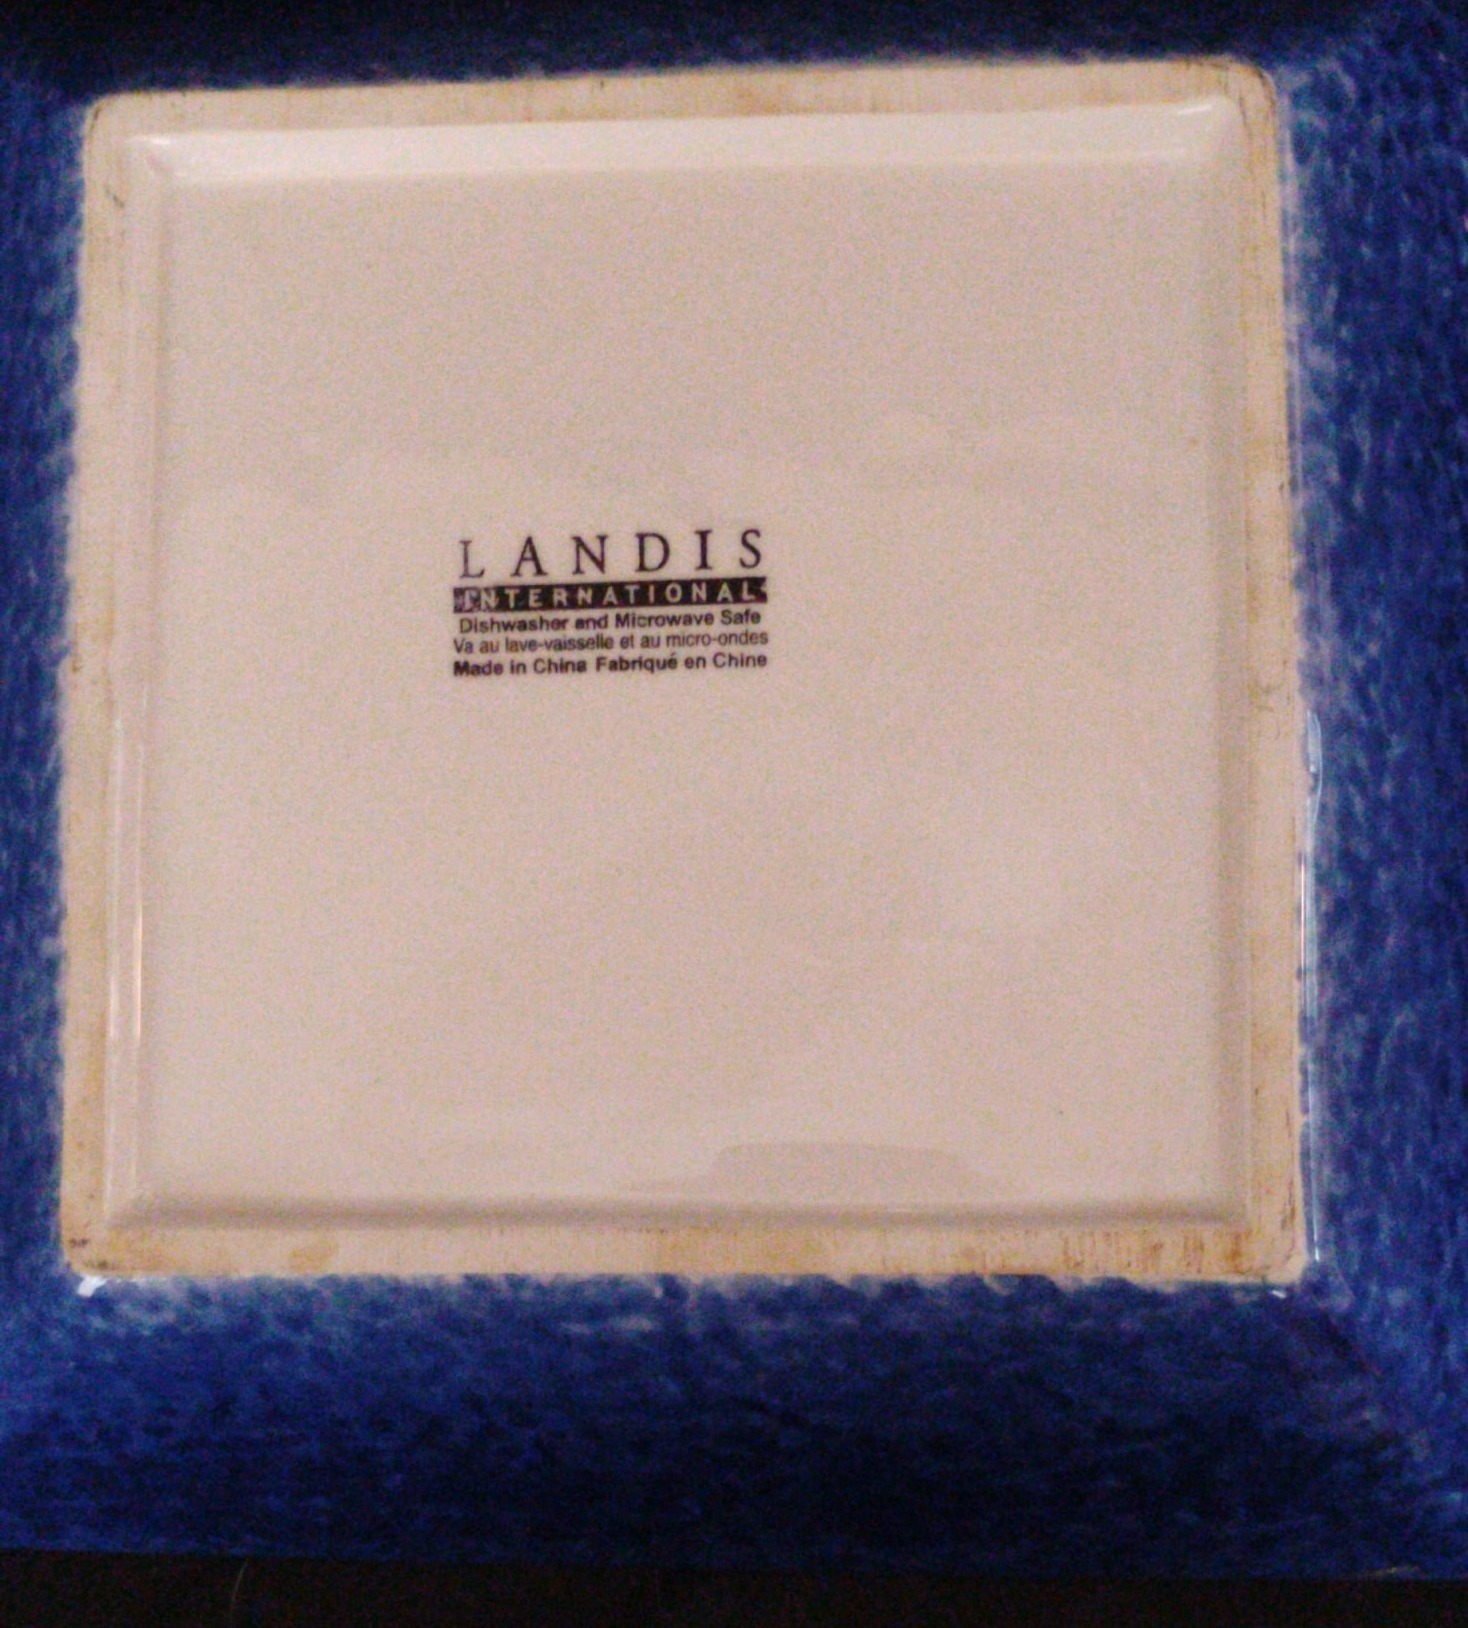 LANDIS
INTERNATIONAL
Dishwasher and Microwave Safe
Va au lave-vaisselle et au micro-ondes
Made in China Fabriqué en Chine